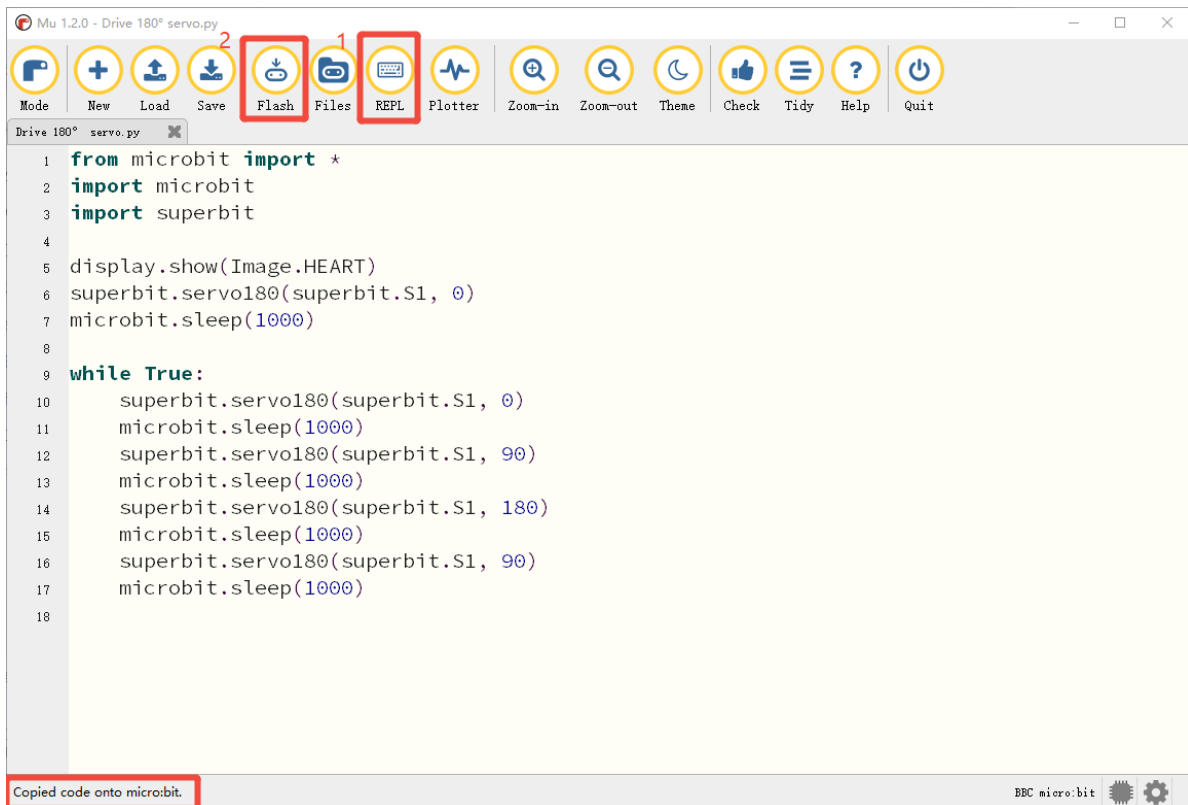 Mu 1.2.0 - Drive 180° servo.py
2 1
Mode New Load Save Flash Files REPL Plotter Zoom-in Zoom-out Theme Check Tidy Help Quit
Drive 180° servo.py
1 from microbit import *
2 import microbit
3 import superbit
4
5 display.show(Image.HEART)
6 superbit.servo180(superbit.S1, 0)
7 microbit.sleep(1000)
8
9 while True:
10 superbit.servo180(superbit.S1, 0)
11 microbit.sleep(1000)
12 superbit.servo180(superbit.S1, 90)
13 microbit.sleep(1000)
14 superbit.servo180(superbit.S1, 180)
15 microbit.sleep(1000)
16 superbit.servo180(superbit.S1, 90)
17 microbit.sleep(1000)
18
Copied code onto micro:bit. BBC micro:bit